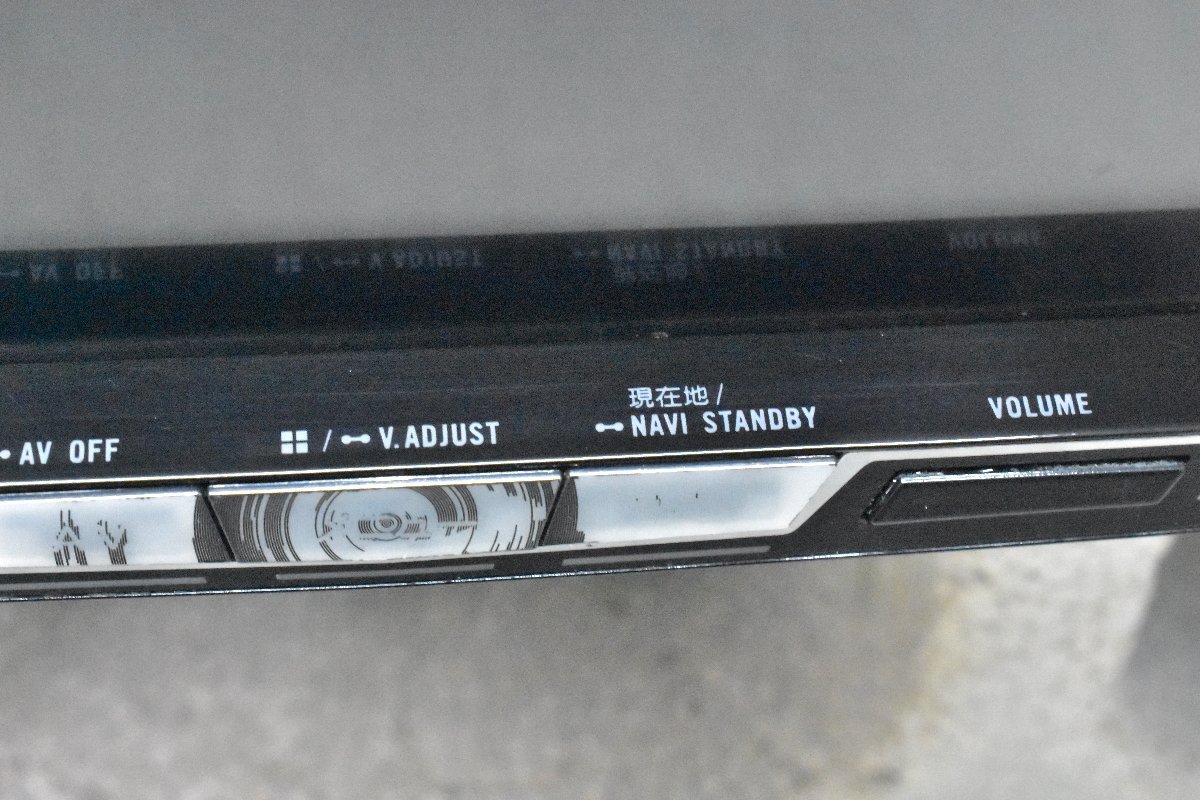 AV OFF
/ V.ADJUST
現在地 /
NAVI STANDBY
VOLUME